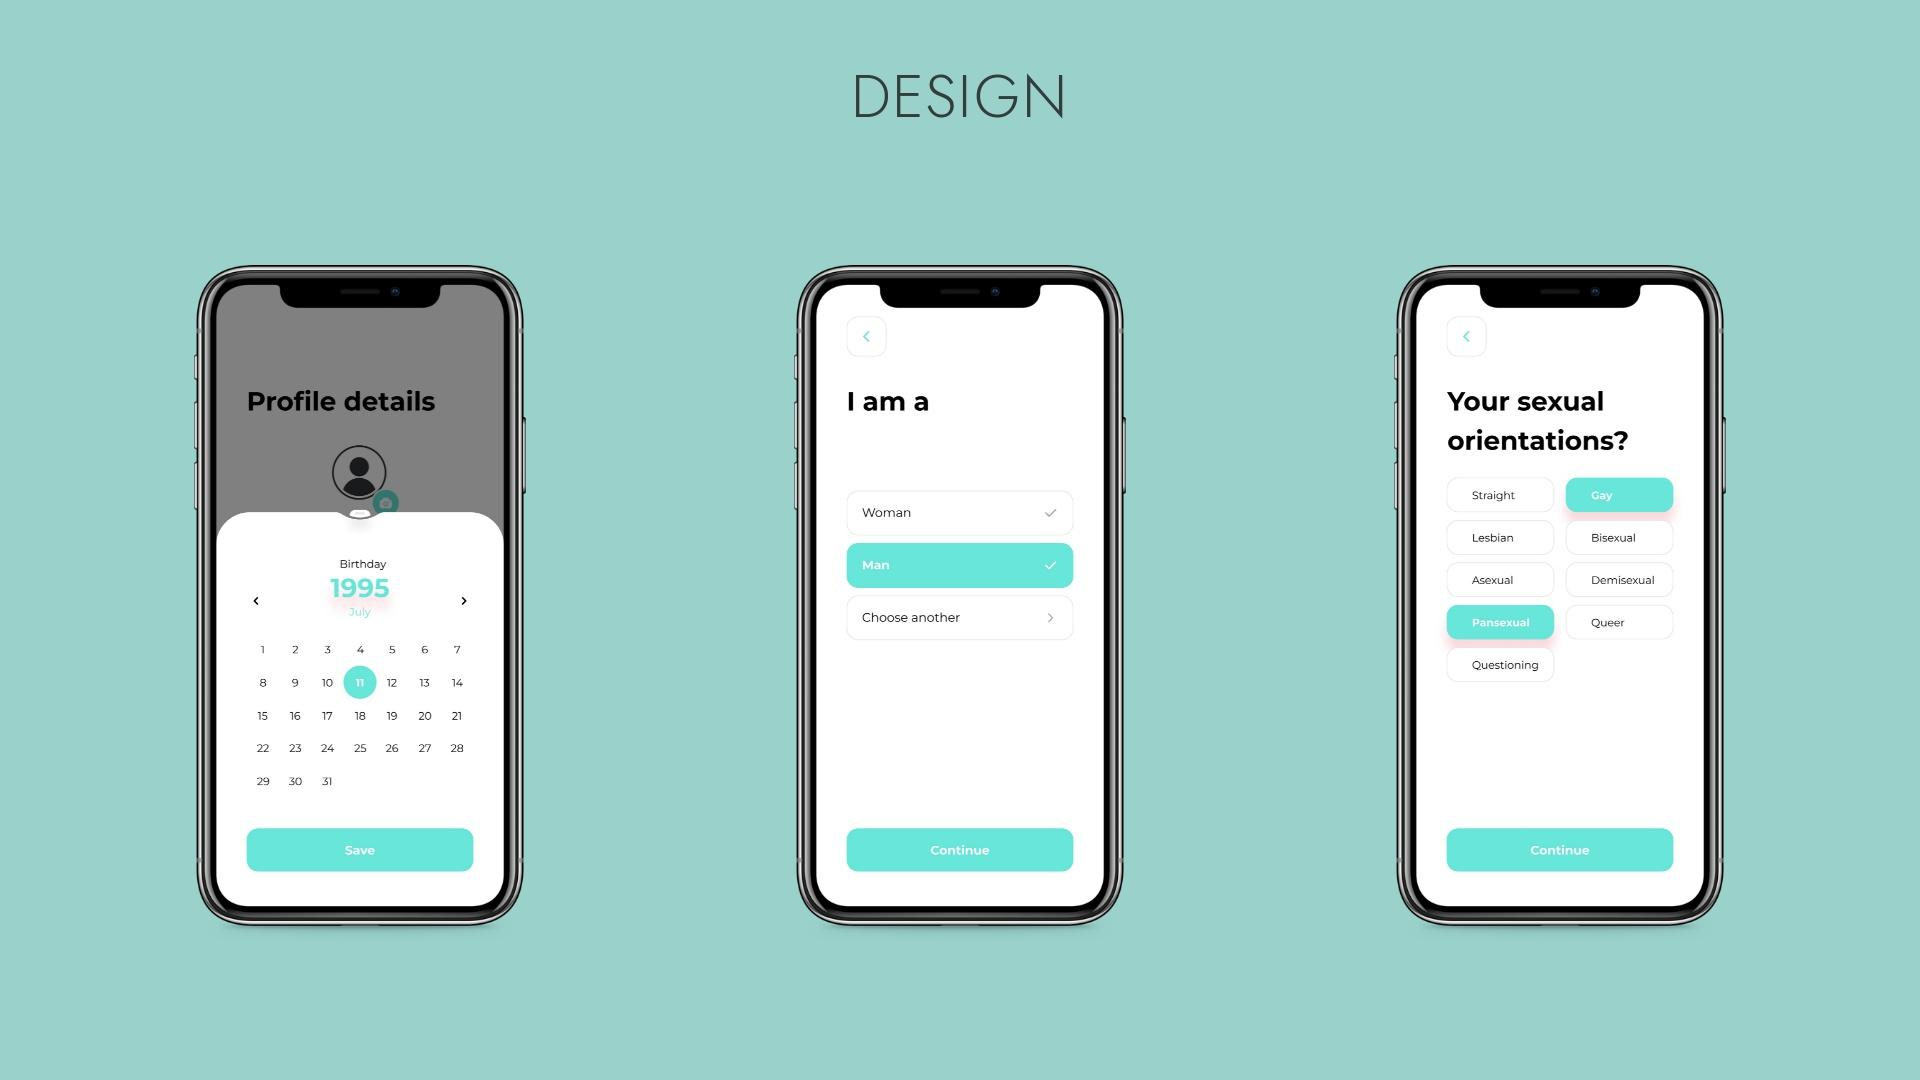 DESIGN
Profile details
Birthday
1995
July
1 2 3 4 5 6 7
8 9 10 11 12 13 14
15 16 17 18 19 20 21
22 23 24 25 26 27 28
29 30 31
Save
I am a
Woman
Man
Choose another
Continue
Your sexual
orientations?
Straight Gay
Lesbian Bisexual
Asexual Demisexual
Pansexual Queer
Questioning
Continue